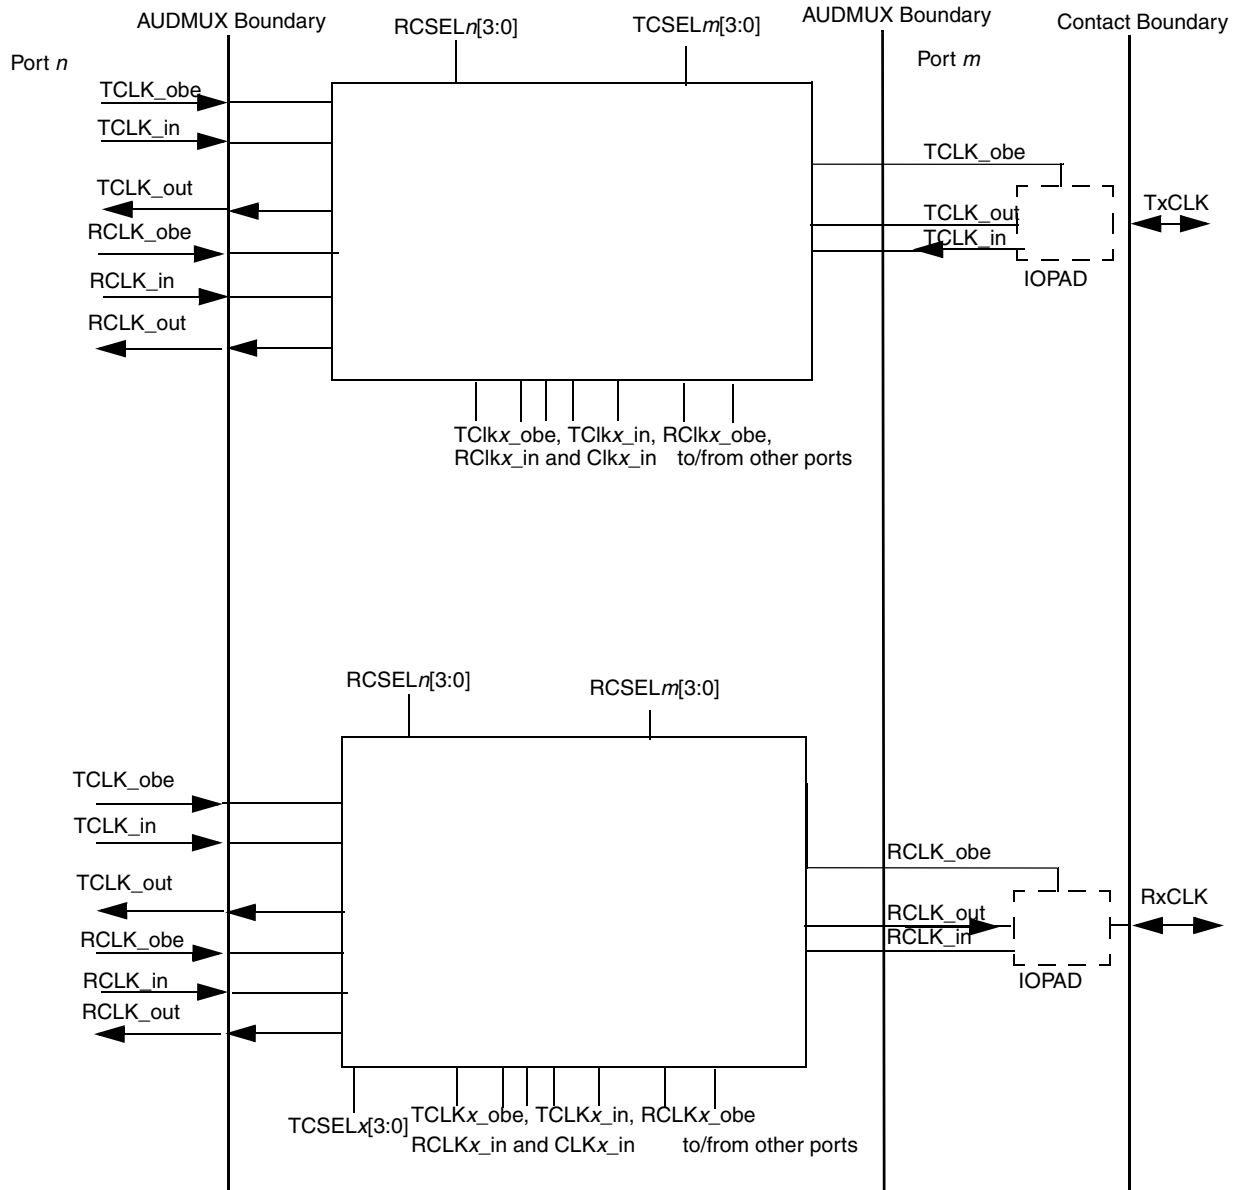 AUDMUX Boundary
AUDMUX Boundary
Contact Boundary
RCSELn[3:0]
TCSELm[3:0]
Port n
Port m
TCLK_obe
TCLK_in
TCLK_out
RCLK_obe
RCLK_in
RCLK_out
TCLK_obe
TCLK_out
TCLK_in
TxCLK
IOPAD
TClkx_obe, TClkx_in, RClkx_obe,
RClkx_in and Clkx_in to/from other ports
RCSELn[3:0]
RCSELm[3:0]
TCLK_obe
TCLK_in
TCLK_out
RCLK_obe
RCLK_in
RCLK_out
RCLK_obe
RCLK_out
RCLK_in
RxCLK
IOPAD
TCSELx[3:0]
TCLKx_obe, TCLKx_in, RCLKx_obe
RCLKx_in and CLKx_in to/from other ports